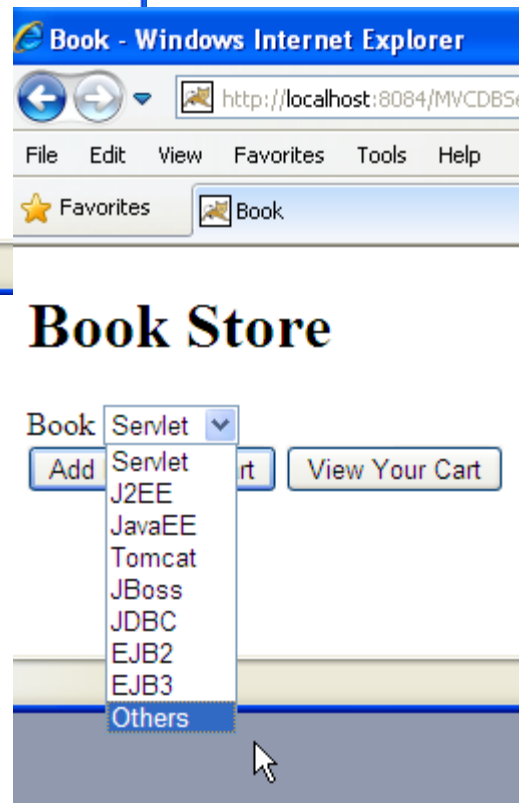 Book - Windows Internet Explorer
http://localhost:8084/MVCDBSe
File Edit View Favorites Tools Help
Favorites Book
Book Store
Book Servlet
Add rt View Your Cart
Servlet
J2EE
JavaEE
Tomcat
JBoss
JDBC
EJB2
EJB3
Others